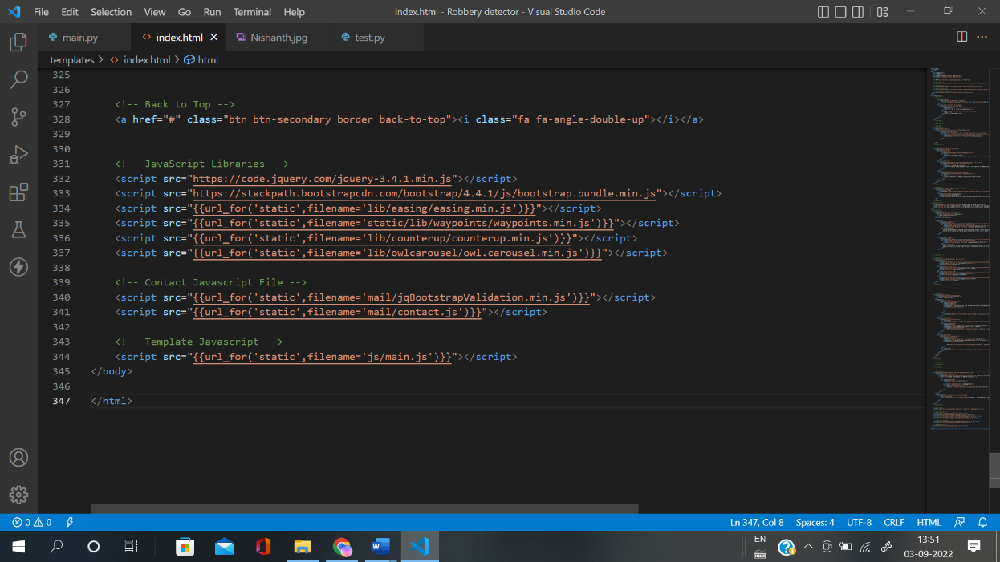 File Edit Selection View Go Run Terminal Help index.html - Robbery detector - Visual Studio Code
main.py index.html Nishanth.jpg test.py
templates > index.html > html
325
326
327 <!-- Back to Top -->
328 <a href="#" class="btn btn-secondary border back-to-top"><i class="fa fa-angle-double-up"></i></a>
329
330
331 <!-- JavaScript Libraries -->
332 <script src="https://code.jquery.com/jquery-3.4.1.min.js"></script>
333 <script src="https://stackpath.bootstrapcdn.com/bootstrap/4.4.1/js/bootstrap.bundle.min.js"></script>
334 <script src="{{url_for('static',filename='lib/easing/easing.min.js')}}"></script>
335 <script src="{{url_for('static',filename='static/lib/waypoints/waypoints.min.js')}}"></script>
336 <script src="{{url_for('static',filename='lib/counterup/counterup.min.js')}}"></script>
337 <script src="{{url_for('static',filename='lib/owlcarousel/owl.carousel.min.js')}}"></script>
338
339 <!-- Contact Javascript File -->
340 <script src="{{url_for('static',filename='mail/jqBootstrapValidation.min.js')}}"></script>
341 <script src="{{url_for('static',filename='mail/contact.js')}}"></script>
342
343 <!-- Template Javascript -->
344 <script src="{{url_for('static',filename='js/main.js')}}"></script>
345 </body>
346
347 </html>
0 0 Ln 347, Col 8 Spaces: 4 UTF-8 CRLF HTML
EN 13:51
03-09-2022